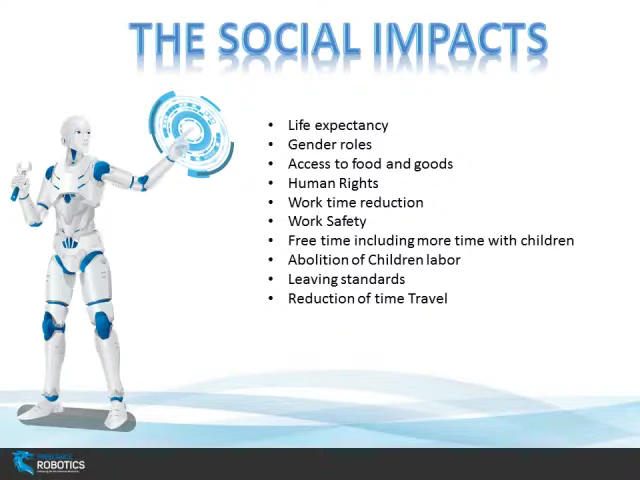 THE SOCIAL IMPACTS
• Life expectancy
• Gender roles
• Access to food and goods
• Human Rights
• Work time reduction
• Work Safety
• Free time including more time with children
• Abolition of Children labor
• Leaving standards
• Reduction of time Travel
ROBOTICS